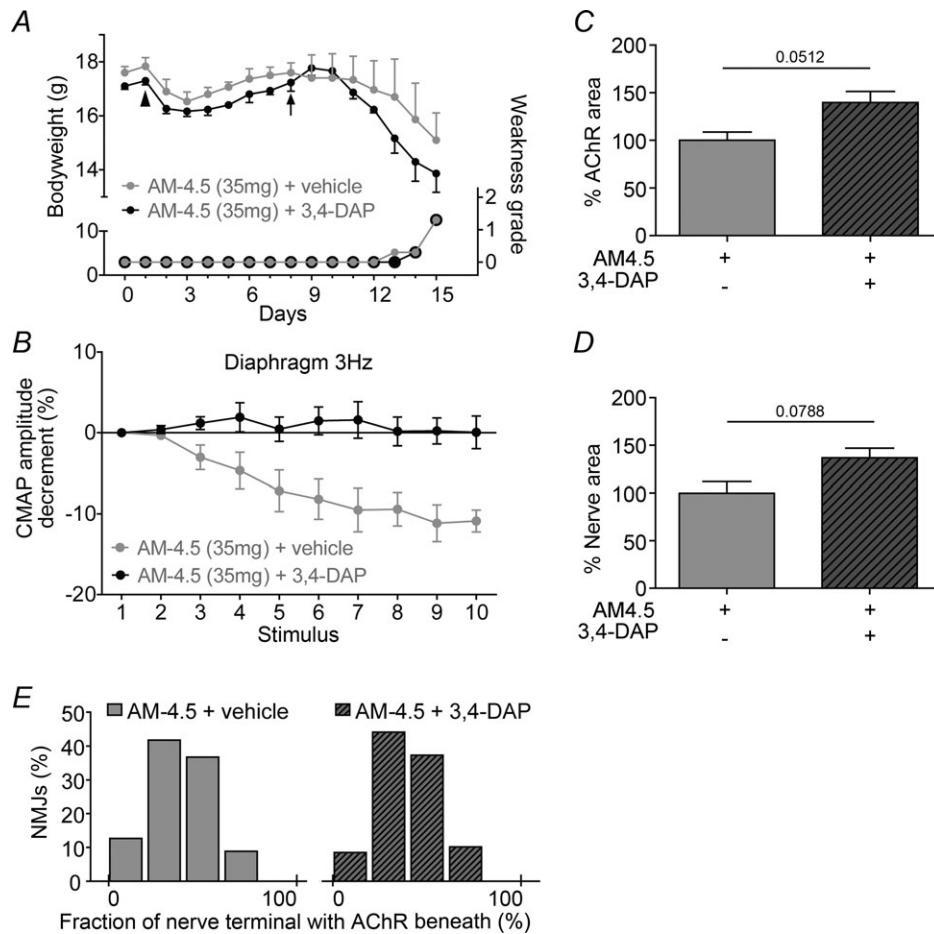 A
Bodyweight (g)
18
16
14
10
0
Weakness grade
2
1
0
AM-4.5 (35mg) + vehicle
AM-4.5 (35mg) + 3,4-DAP
0 3 6 9 12 15
Days
B
Diaphragm 3Hz
CMAP amplitude
decrement (%)
10
0
-10
-20
AM-4.5 (35mg) + vehicle
AM-4.5 (35mg) + 3,4-DAP
1 2 3 4 5 6 7 8 9 10
Stimulus
C
% AChR area
200
150
100
50
0
0.0512
AM4.5 + +
3,4-DAP - +
D
% Nerve area
200
150
100
50
0
0.0788
AM4.5 + +
3,4-DAP - +
E
AM-4.5 + vehicle
AM-4.5 + 3,4-DAP
NMJs (%)
50
40
30
20
10
0
0 100 0 100
Fraction of nerve terminal with AChR beneath (%)